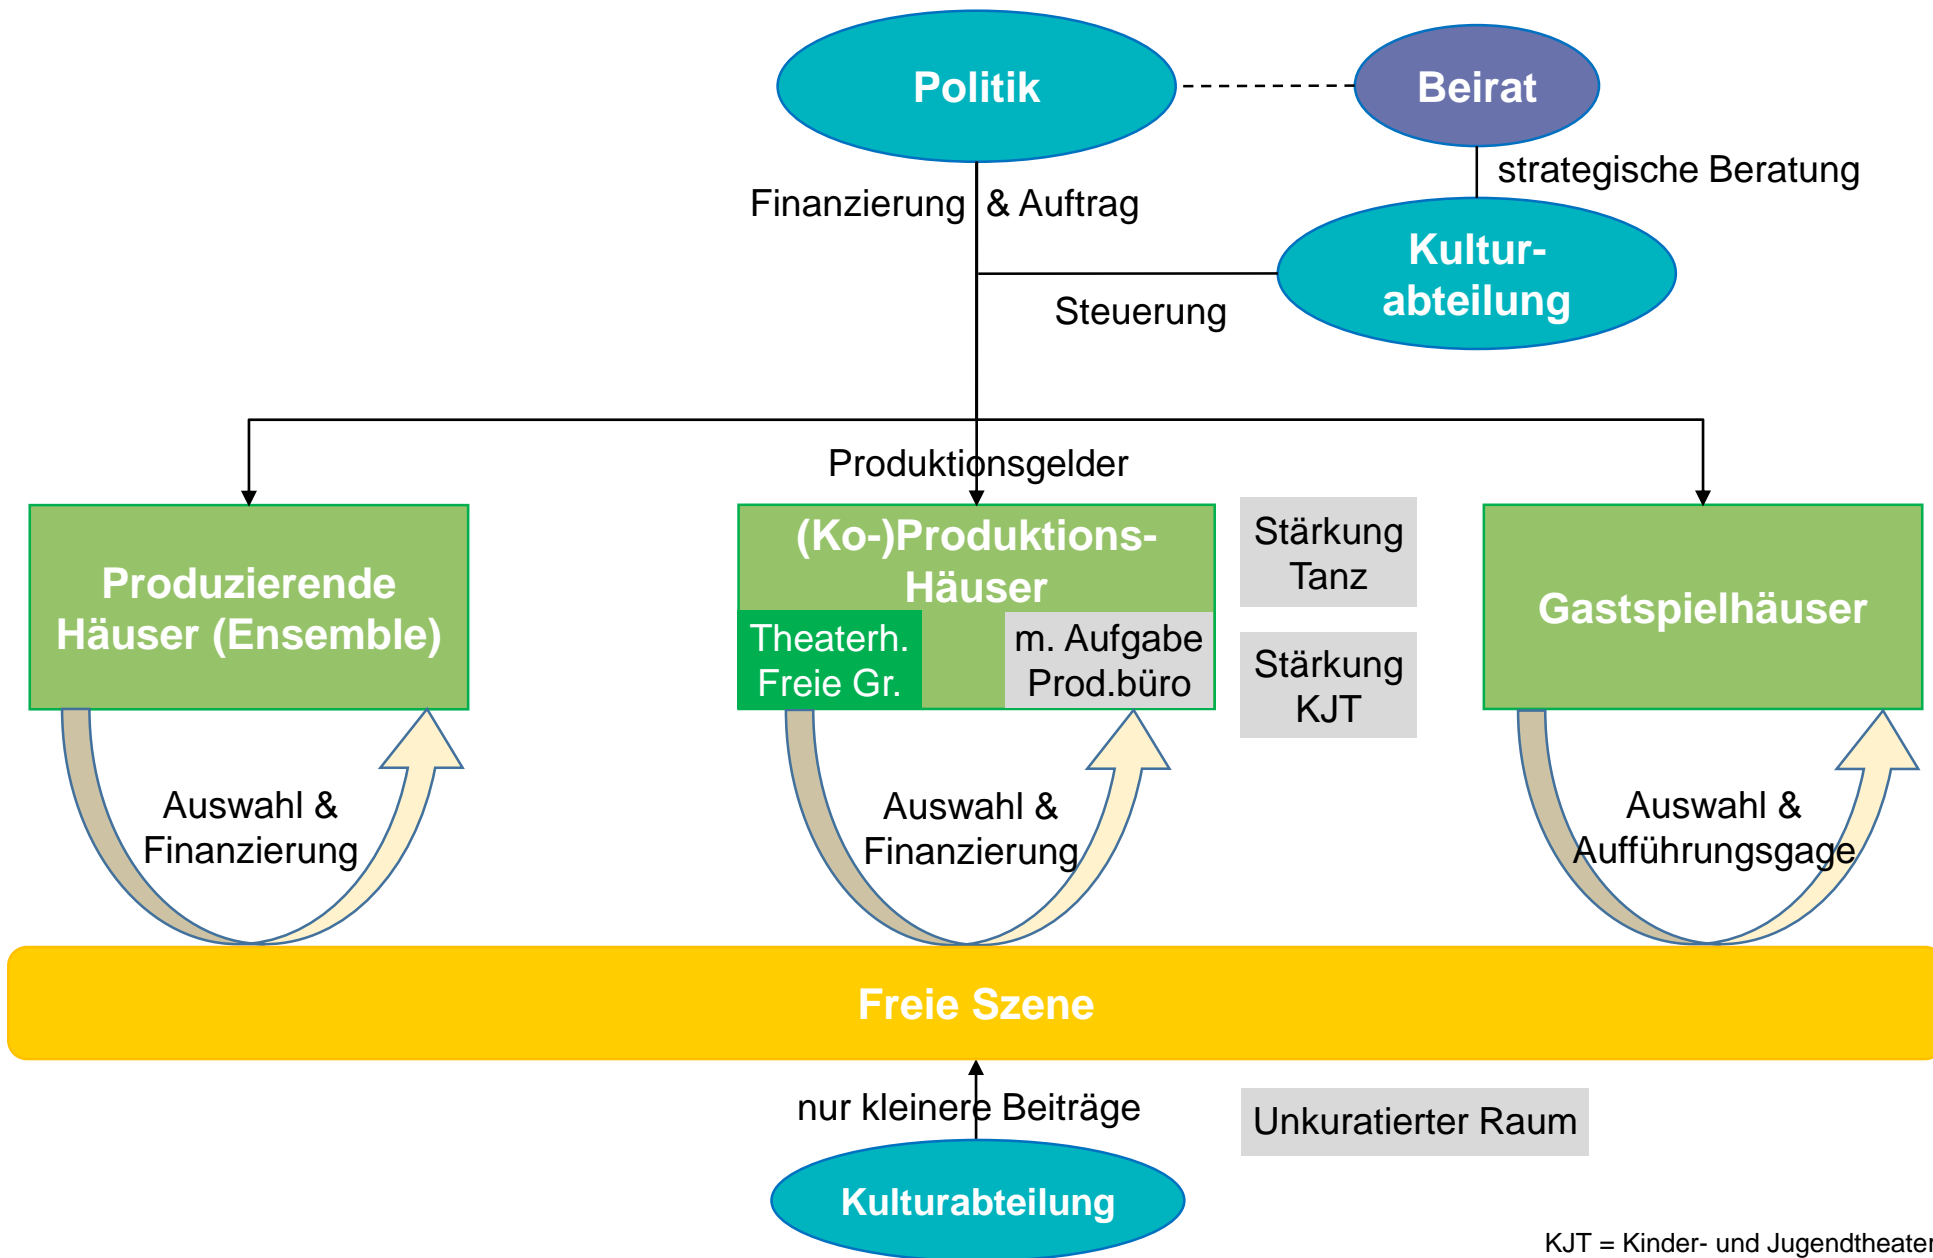 Politik
Beirat
strategische Beratung
Finanzierung & Auftrag
Kultur-
abteilung
Steuerung
Produktionsgelder
Produzierende
Häuser (Ensemble)
(Ko-)Produktions-
Häuser
Theaterh.
Freie Gr.
m. Aufgabe
Prod.büro
Stärkung
Tanz
Stärkung
KJT
Gastspielhäuser
Auswahl &
Finanzierung
Auswahl &
Finanzierung
Auswahl &
Aufführungsgage
Freie Szene
nur kleinere Beiträge
Unkuratierter Raum
Kulturabteilung
KJT = Kinder- und Jugendtheater